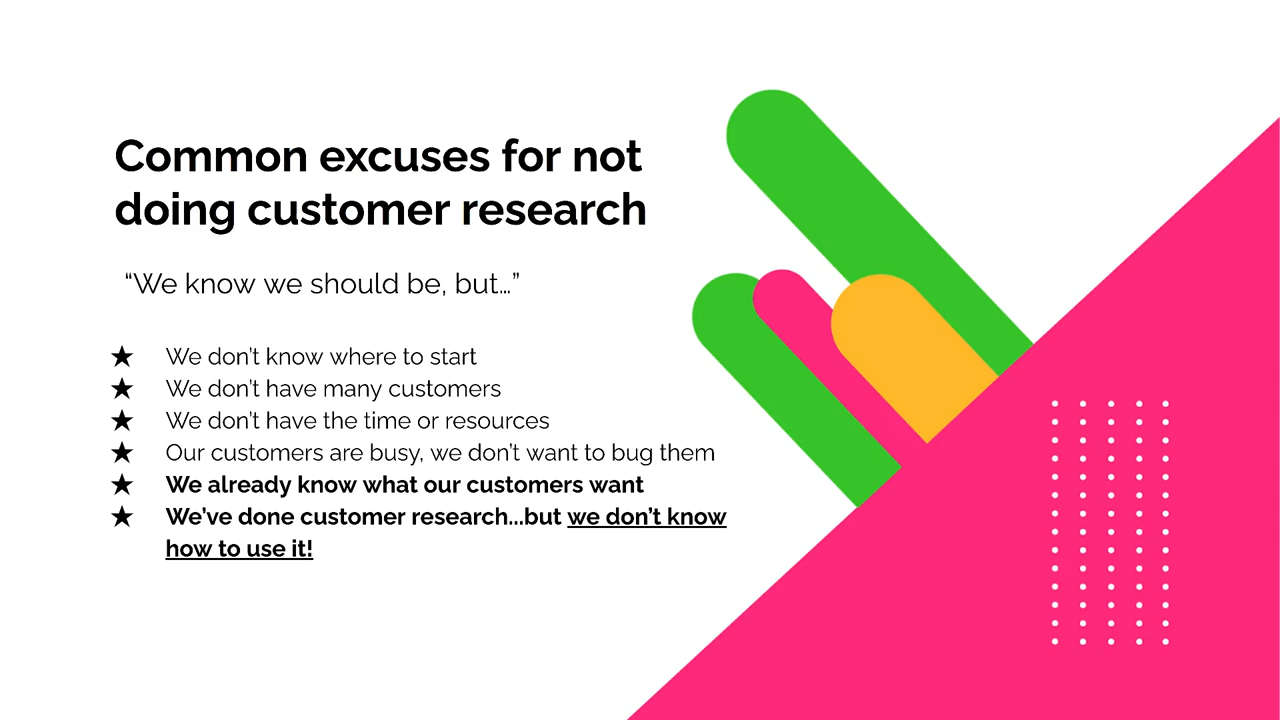 Common excuses for not
doing customer research
“We know we should be, but…”
★ We don’t know where to start
★ We don’t have many customers
★ We don’t have the time or resources
★ Our customers are busy, we don’t want to bug them
★ We already know what our customers want
★ We’ve done customer research...but we don’t know
how to use it!